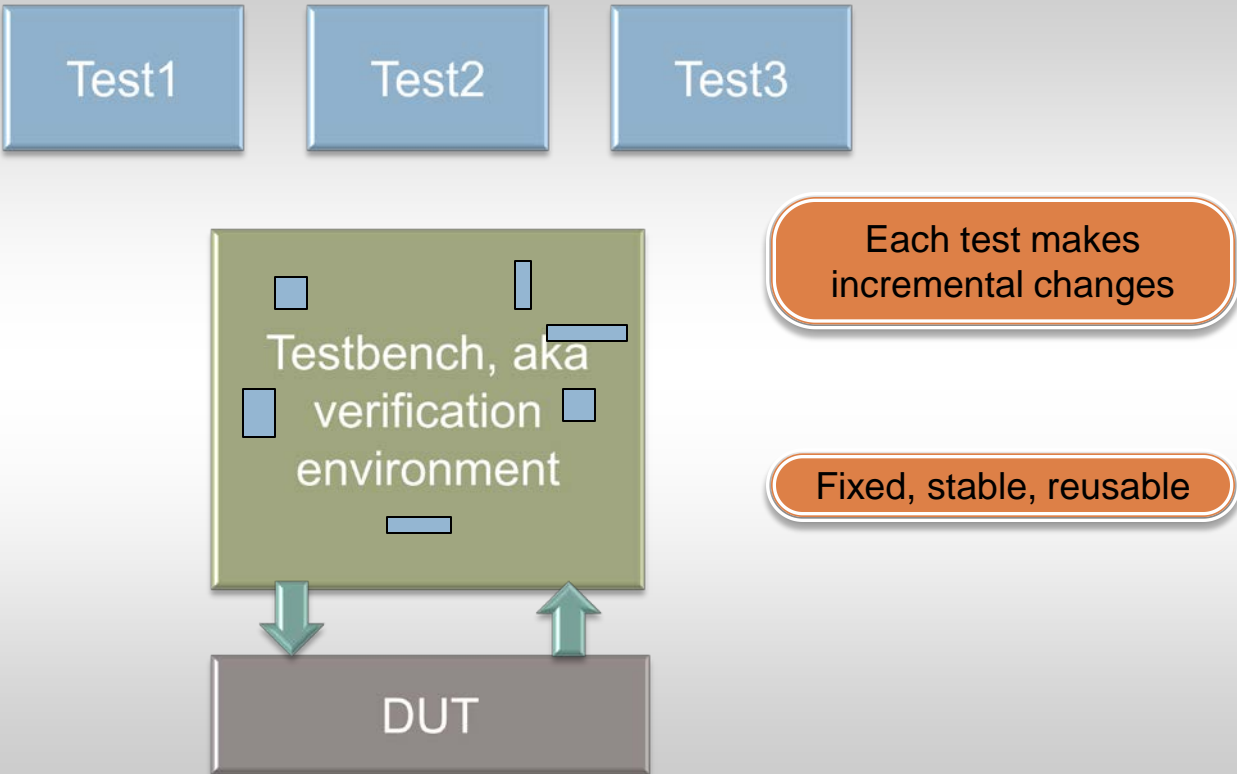 Test1
Test2
Test3
Each test makes
incremental changes
Testbench, aka
verification
environment
Fixed, stable, reusable
DUT